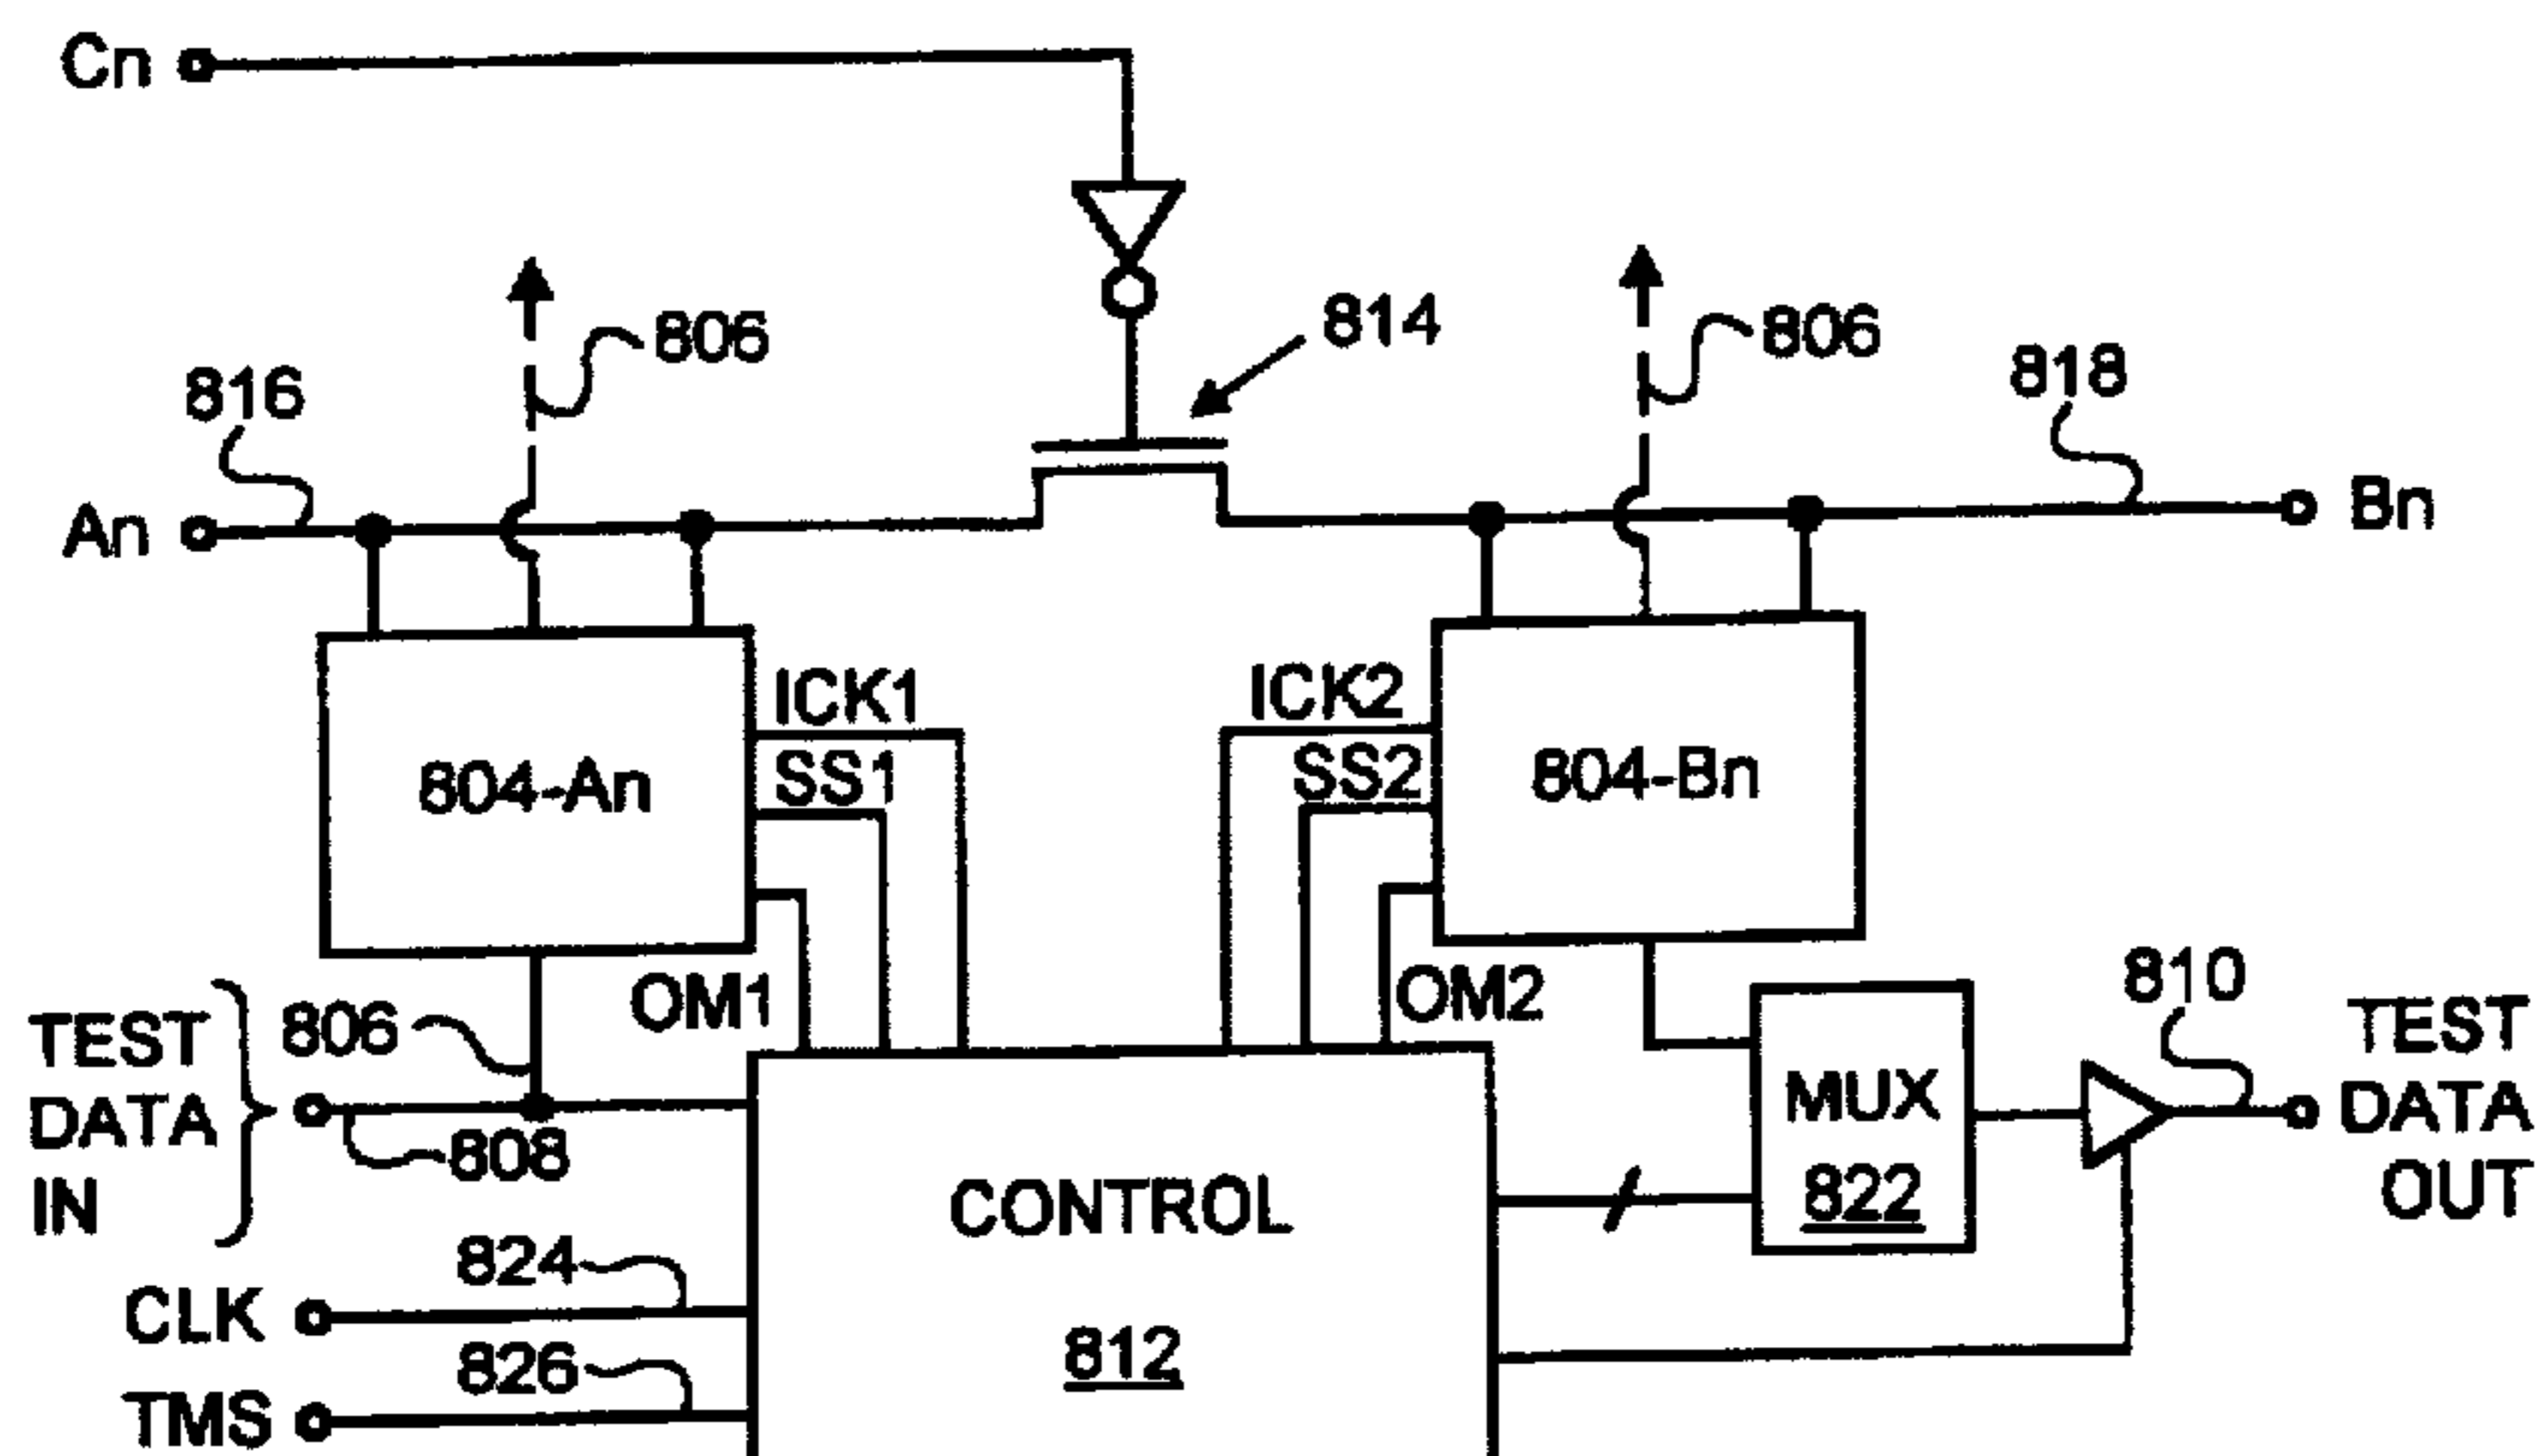 Cn
814
806
806
816
818
An
Bn
ICK1
ICK2
SS1
SS2
804-An
804-Bn
OM1
OM2
810
TEST
DATA
IN
806
808
MUX
822
TEST
DATA
OUT
CONTROL
812
824
CLK
826
TMS